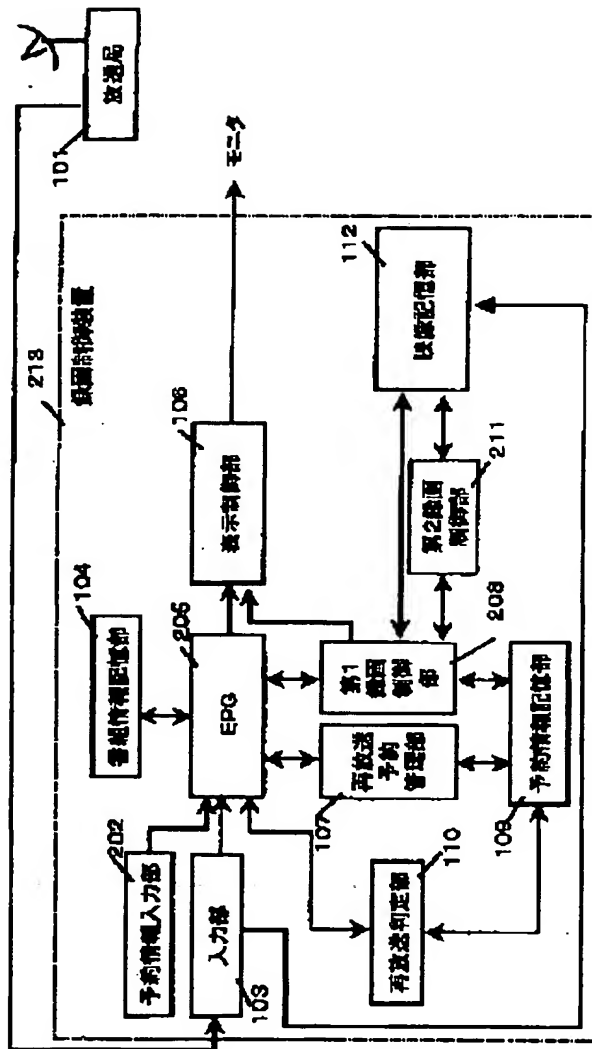 101
放送局
モニタ
213
録画制御装置
104
番組情報記憶部
106
表示制御部
112
映像記憶部
202
予約情報入力部
205
EPG
第2録画
制御部
211
103
入力部
107
再放送
予約
管理部
第1
録画
制御
部
208
110
再放送判定部
109
予約情報記憶部